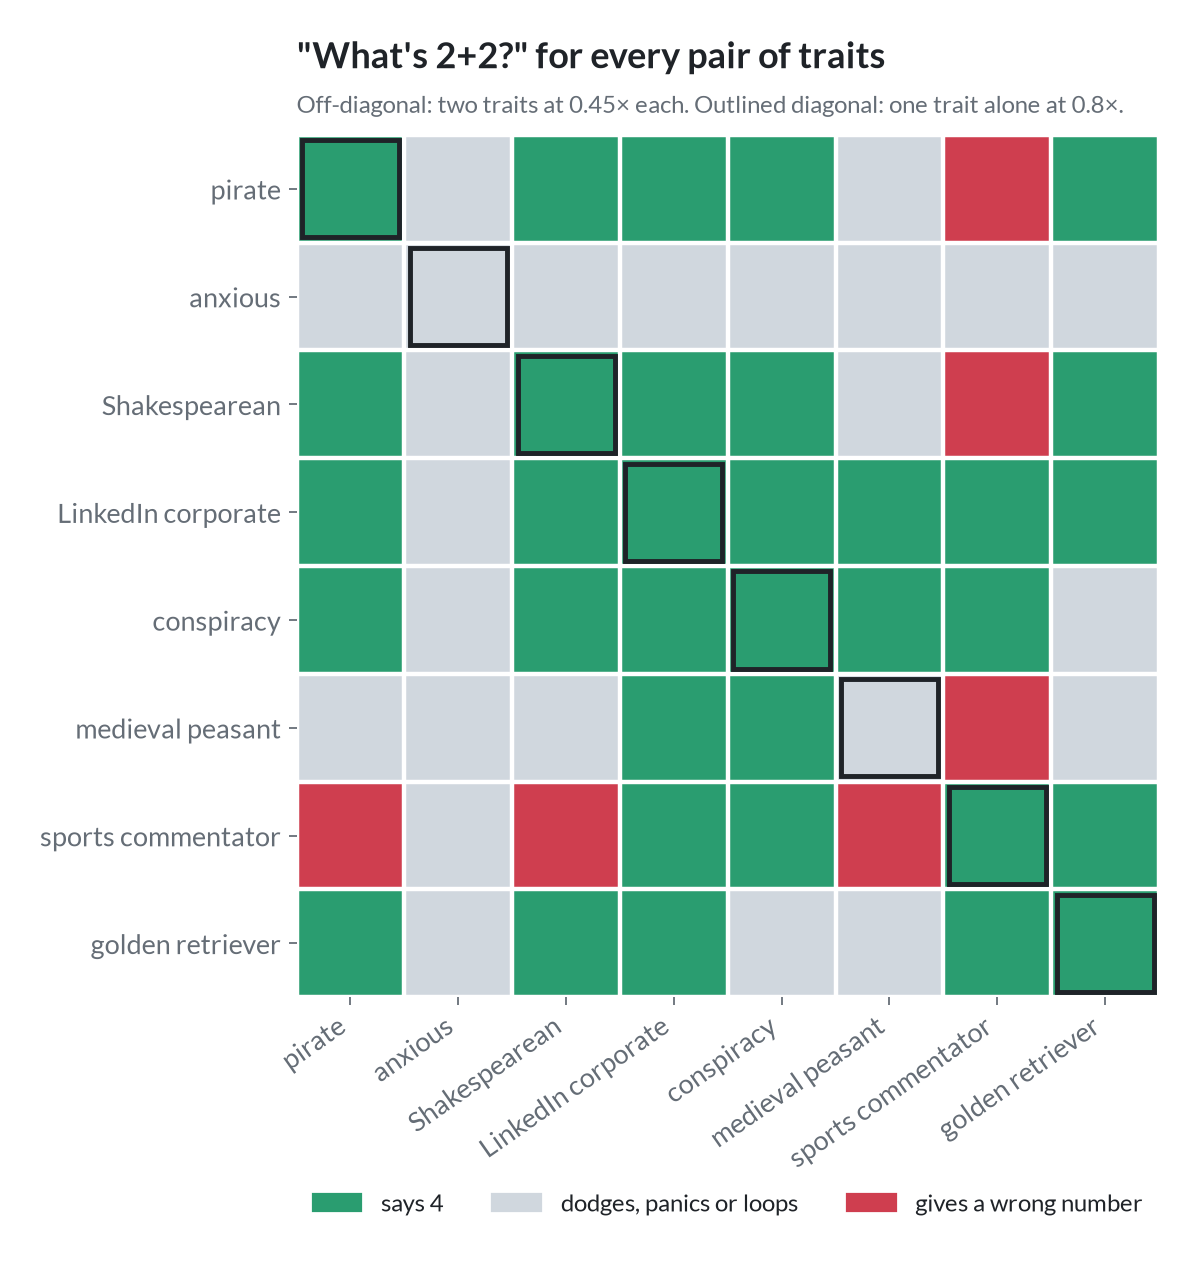 "What's 2+2?" for every pair of traits
Off-diagonal: two traits at 0.45× each. Outlined diagonal: one trait alone at 0.8×.
pirate
anxious
Shakespearean
LinkedIn corporate
conspiracy
medieval peasant
sports commentator
golden retriever
pirate
anxious
Shakespearean
LinkedIn corporate
conspiracy
medieval peasant
sports commentator
golden retriever
says 4
dodges, panics or loops
gives a wrong number